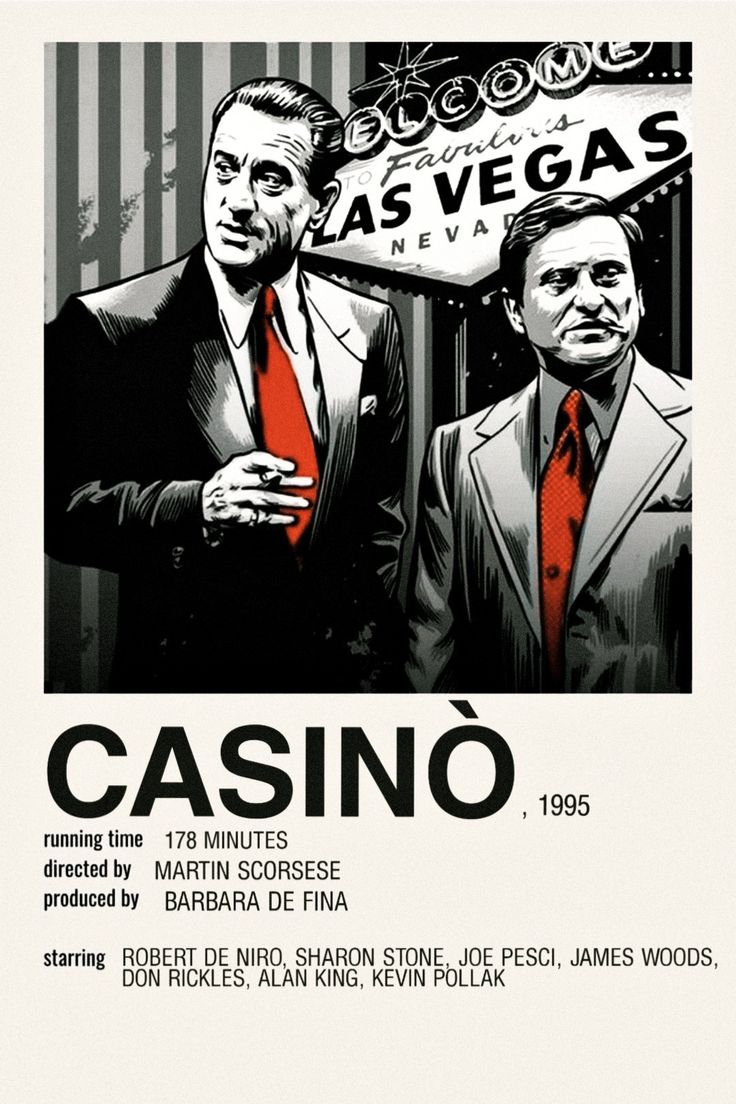 WELCOME
TO Fabulous
LAS VEGAS
NEVAD
CASINÒ, 1995
running time 178 MINUTES
directed by MARTIN SCORSESE
produced by BARBARA DE FINA
starring ROBERT DE NIRO, SHARON STONE, JOE PESCI, JAMES WOODS,
DON RICKLES, ALAN KING, KEVIN POLLAK